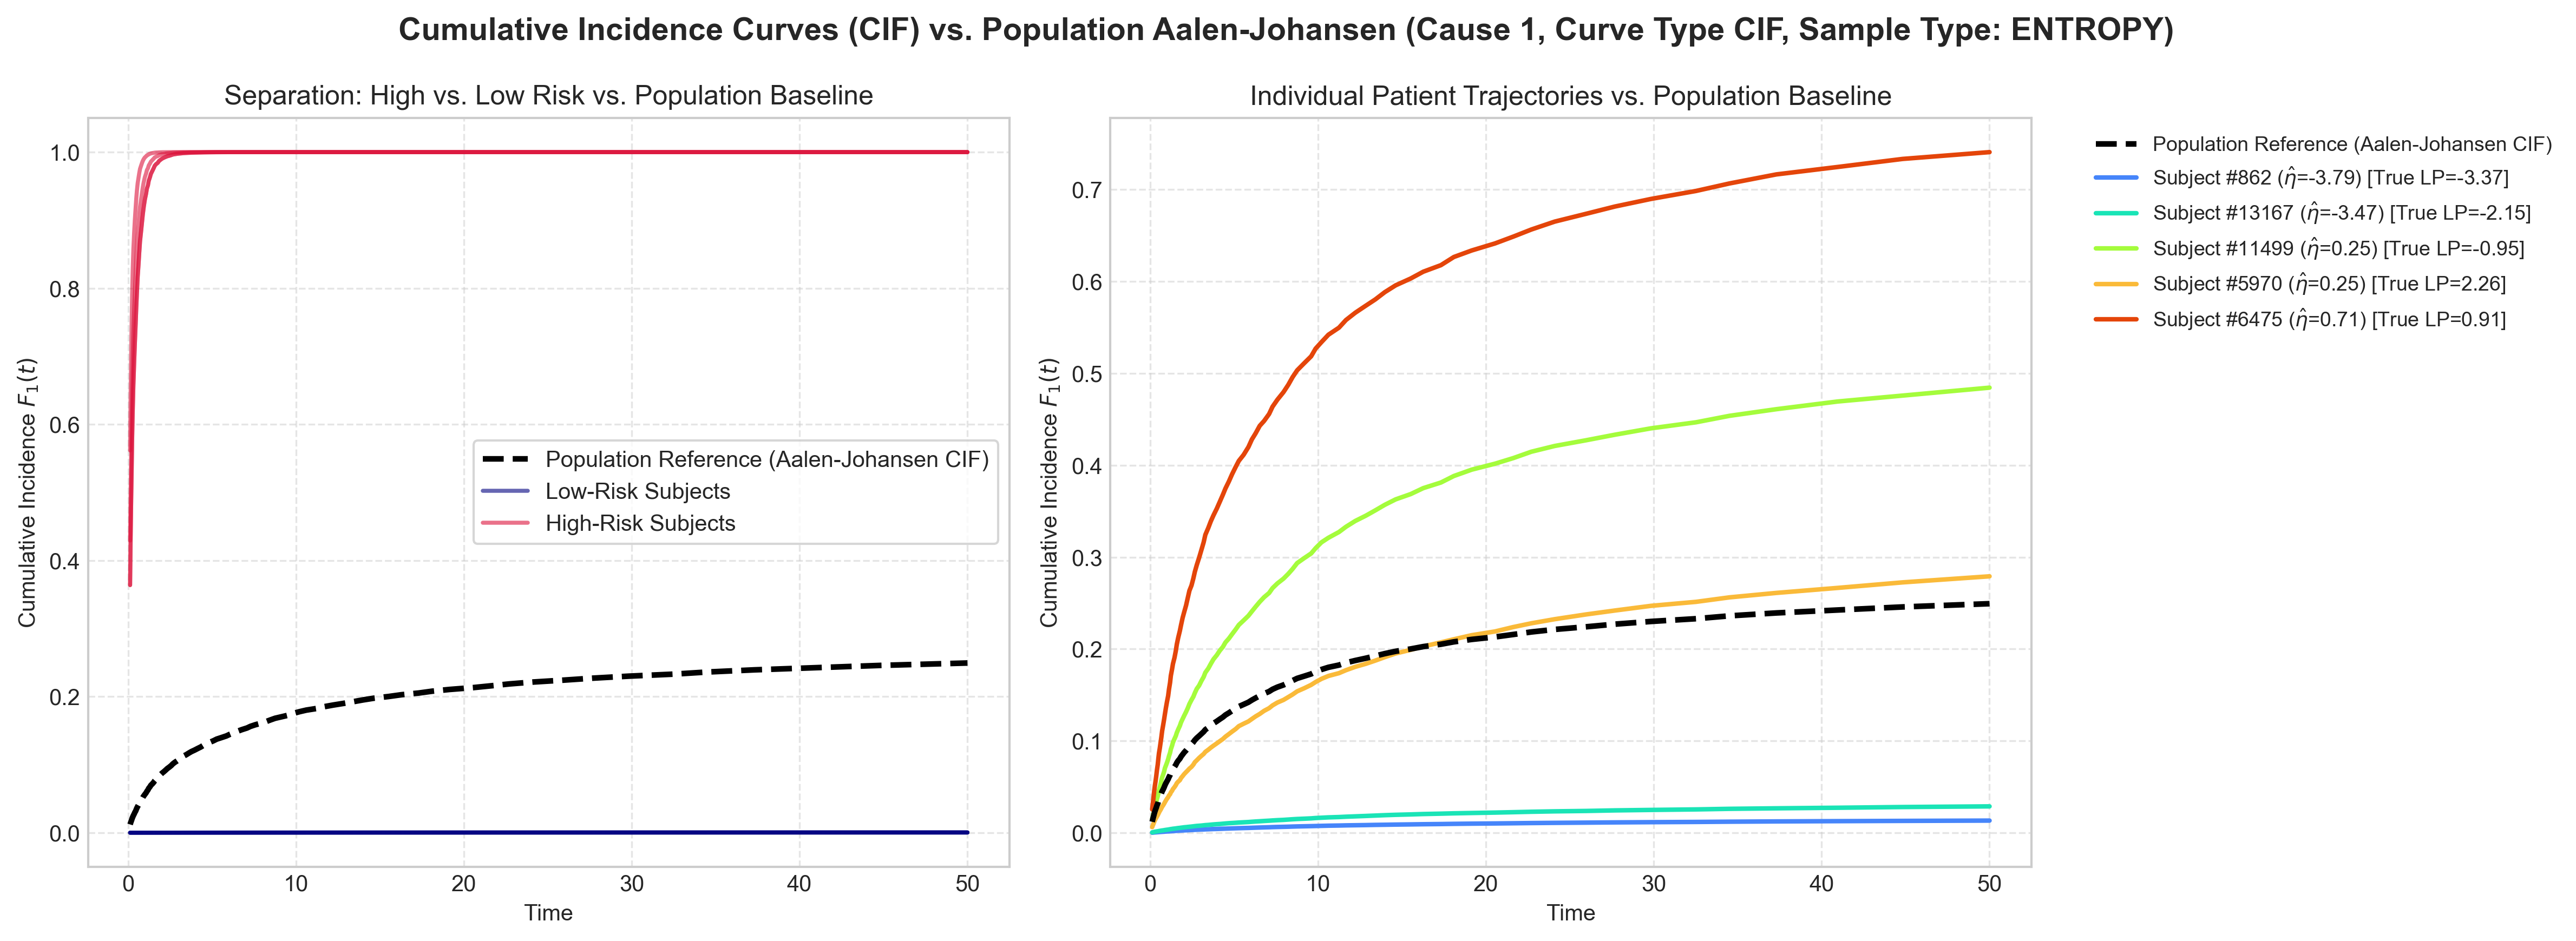 Cumulative Incidence Curves (CIF) vs. Population Aalen-Johansen (Cause 1, Curve Type CIF, Sample Type: ENTROPY)
Separation: High vs. Low Risk vs. Population Baseline
Cumulative Incidence F₁(t)
1.0
0.8
0.6
0.4
0.2
0.0
Population Reference (Aalen-Johansen CIF)
Low-Risk Subjects
High-Risk Subjects
0 10 20 30 40 50
Time
Individual Patient Trajectories vs. Population Baseline
Cumulative Incidence F₁(t)
0.7
0.6
0.5
0.4
0.3
0.2
0.1
0.0
0 10 20 30 40 50
Time
Population Reference (Aalen-Johansen CIF)
Subject #862 (η̂=-3.79) [True LP=-3.37]
Subject #13167 (η̂=-3.47) [True LP=-2.15]
Subject #11499 (η̂=0.25) [True LP=-0.95]
Subject #5970 (η̂=0.25) [True LP=2.26]
Subject #6475 (η̂=0.71) [True LP=0.91]